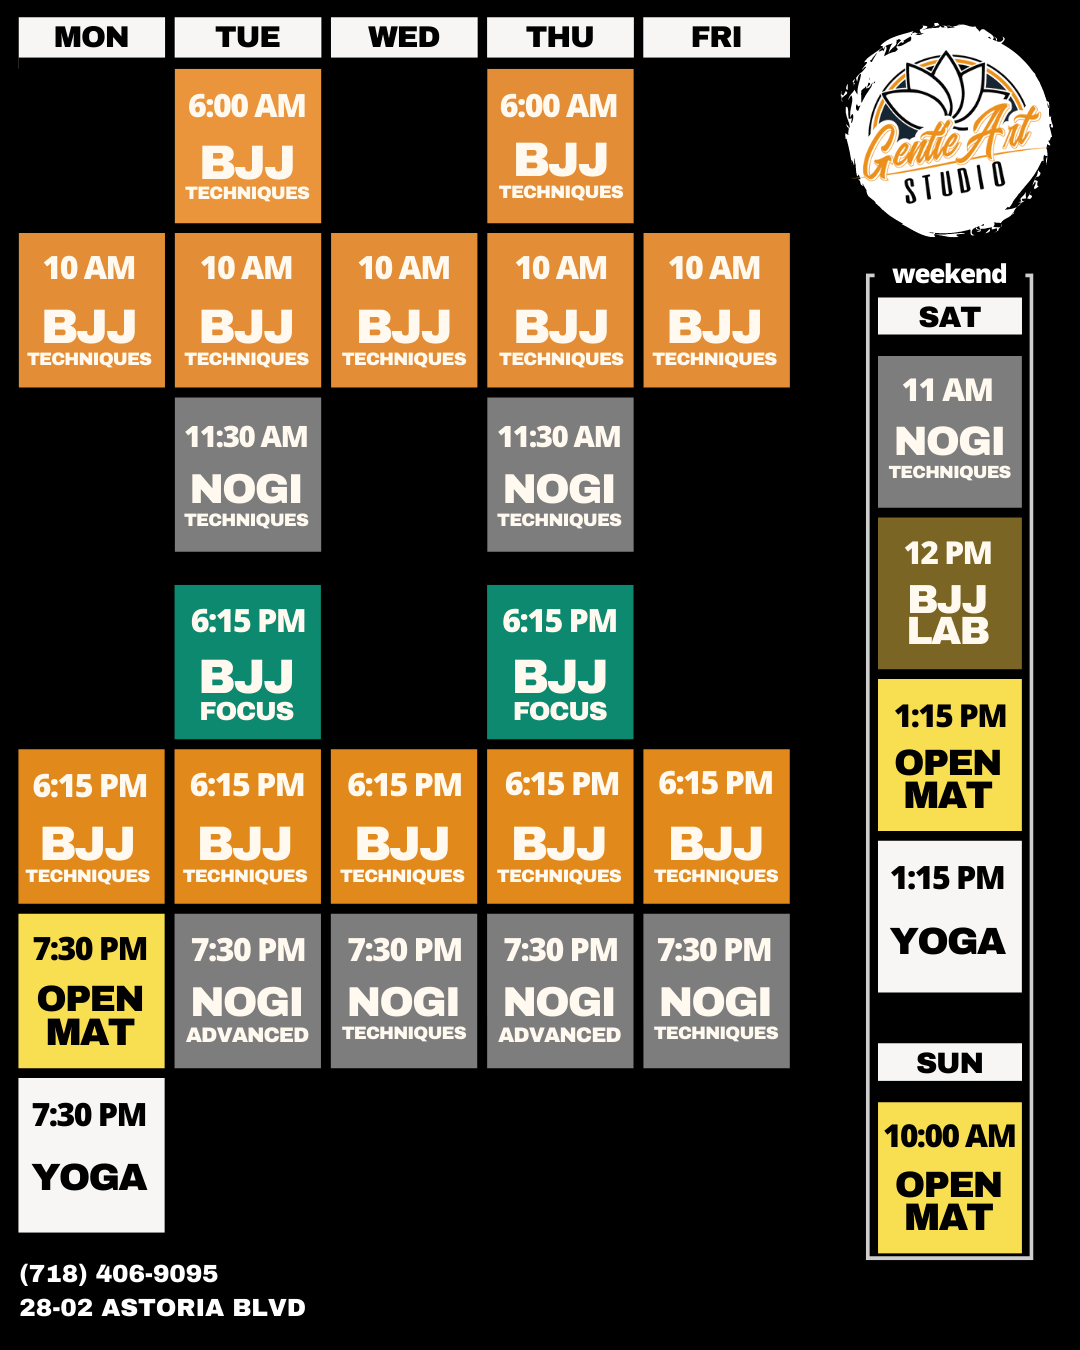 MON TUE WED THU FRI
6:00 AM
BJJ
TECHNIQUES
6:00 AM
BJJ
TECHNIQUES
10 AM
BJJ
TECHNIQUES
10 AM
BJJ
TECHNIQUES
10 AM
BJJ
TECHNIQUES
10 AM
BJJ
TECHNIQUES
10 AM
BJJ
TECHNIQUES
11:30 AM
NOGI
TECHNIQUES
11:30 AM
NOGI
TECHNIQUES
6:15 PM
BJJ
FOCUS
6:15 PM
BJJ
FOCUS
6:15 PM
BJJ
TECHNIQUES
6:15 PM
BJJ
TECHNIQUES
6:15 PM
BJJ
TECHNIQUES
6:15 PM
BJJ
TECHNIQUES
6:15 PM
BJJ
TECHNIQUES
7:30 PM
OPEN
MAT
7:30 PM
NOGI
ADVANCED
7:30 PM
NOGI
TECHNIQUES
7:30 PM
NOGI
ADVANCED
7:30 PM
NOGI
TECHNIQUES
7:30 PM
YOGA
(718) 406-9095
28-02 ASTORIA BLVD
Gentle Art
STUDIO
weekend
SAT
11 AM
NOGI
TECHNIQUES
12 PM
BJJ
LAB
1:15 PM
OPEN
MAT
1:15 PM
YOGA
SUN
10:00 AM
OPEN
MAT